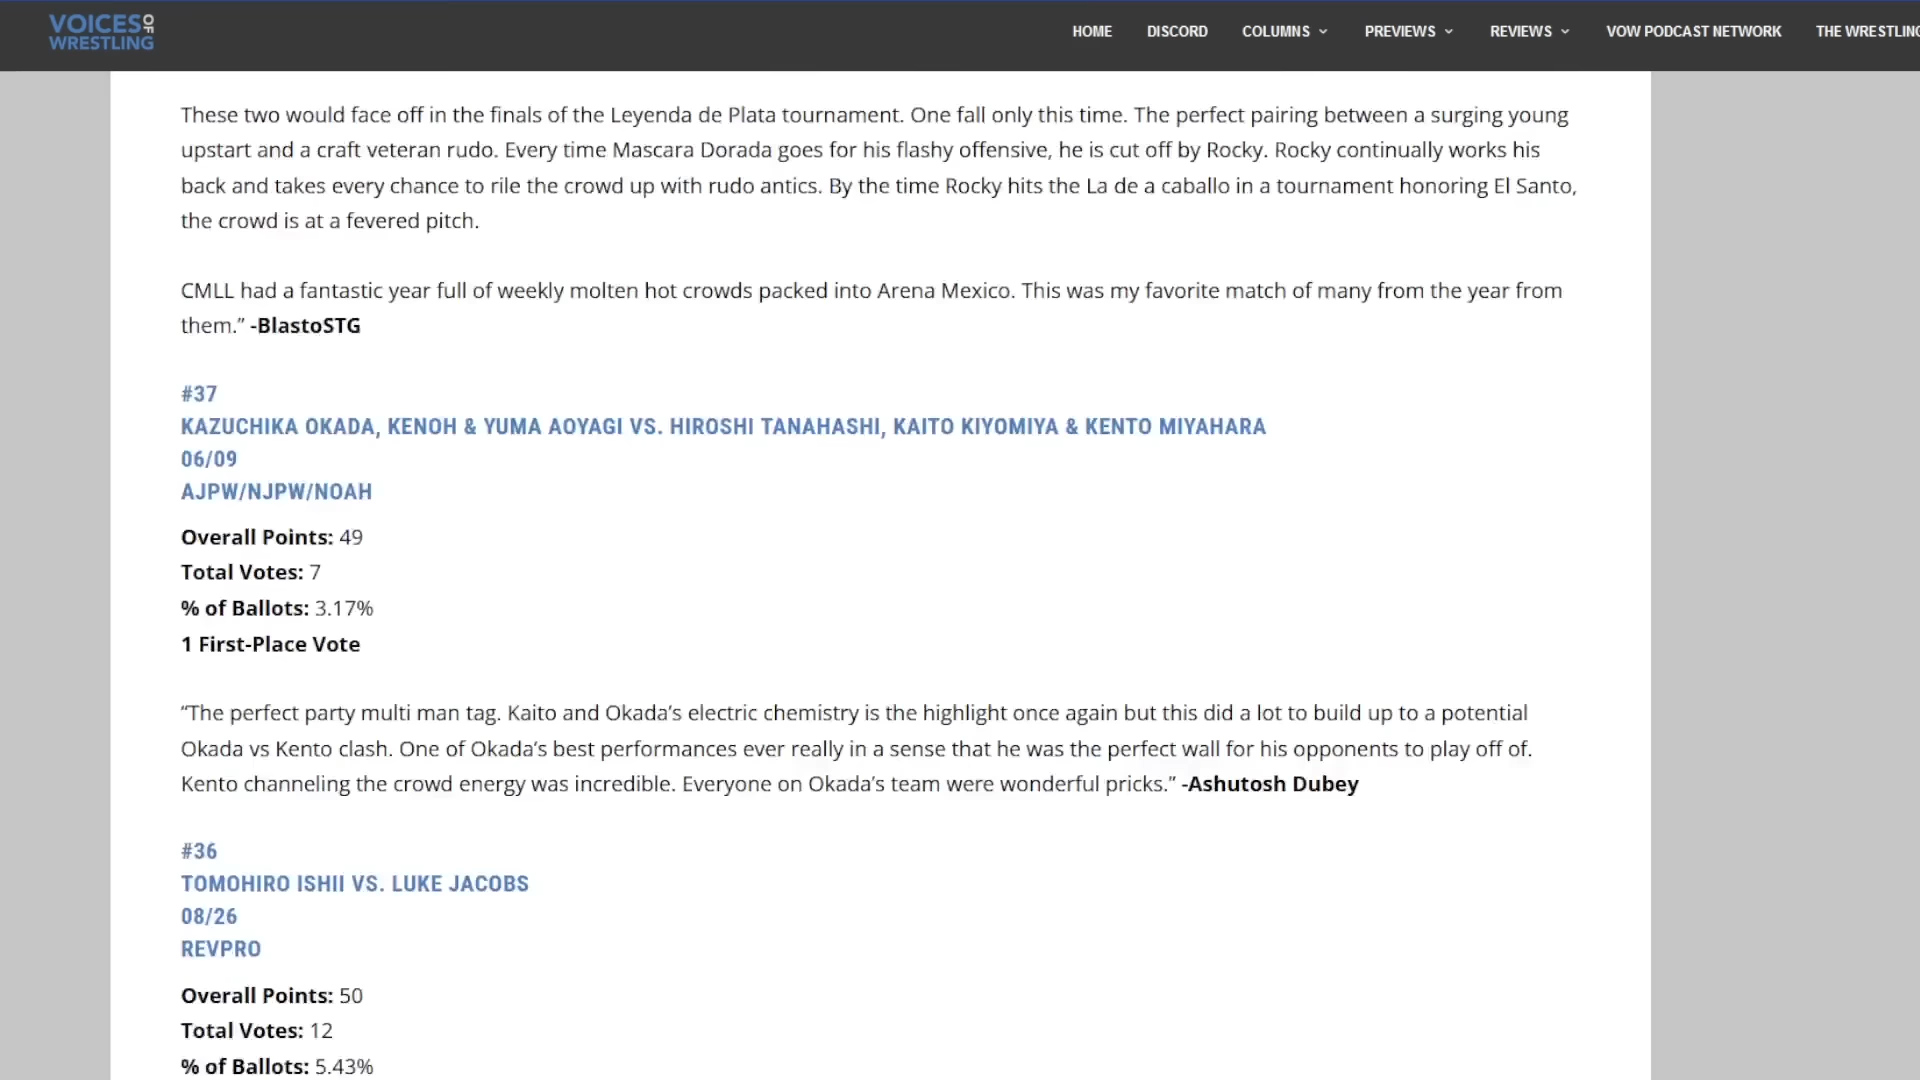 VOICES OF
WRESTLING
HOME DISCORD COLUMNS PREVIEWS REVIEWS VOW PODCAST NETWORK THE WRESTLING
These two would face off in the finals of the Leyenda de Plata tournament. One fall only this time. The perfect pairing between a surging young
upstart and a craft veteran rudo. Every time Mascara Dorada goes for his flashy offensive, he is cut off by Rocky. Rocky continually works his
back and takes every chance to rile the crowd up with rudo antics. By the time Rocky hits the La de a caballo in a tournament honoring El Santo,
the crowd is at a fevered pitch.
CMLL had a fantastic year full of weekly molten hot crowds packed into Arena Mexico. This was my favorite match of many from the year from
them.” -BlastoSTG
#37
KAZUCHIKA OKADA, KENOH & YUMA AOYAGI VS. HIROSHI TANAHASHI, KAITO KIYOMIYA & KENTO MIYAHARA
06/09
AJPW/NJPW/NOAH
Overall Points: 49
Total Votes: 7
% of Ballots: 3.17%
1 First-Place Vote
“The perfect party multi man tag. Kaito and Okada’s electric chemistry is the highlight once again but this did a lot to build up to a potential
Okada vs Kento clash. One of Okada’s best performances ever really in a sense that he was the perfect wall for his opponents to play off of.
Kento channeling the crowd energy was incredible. Everyone on Okada’s team were wonderful pricks.” -Ashutosh Dubey
#36
TOMOHIRO ISHII VS. LUKE JACOBS
08/26
REVPRO
Overall Points: 50
Total Votes: 12
% of Ballots: 5.43%